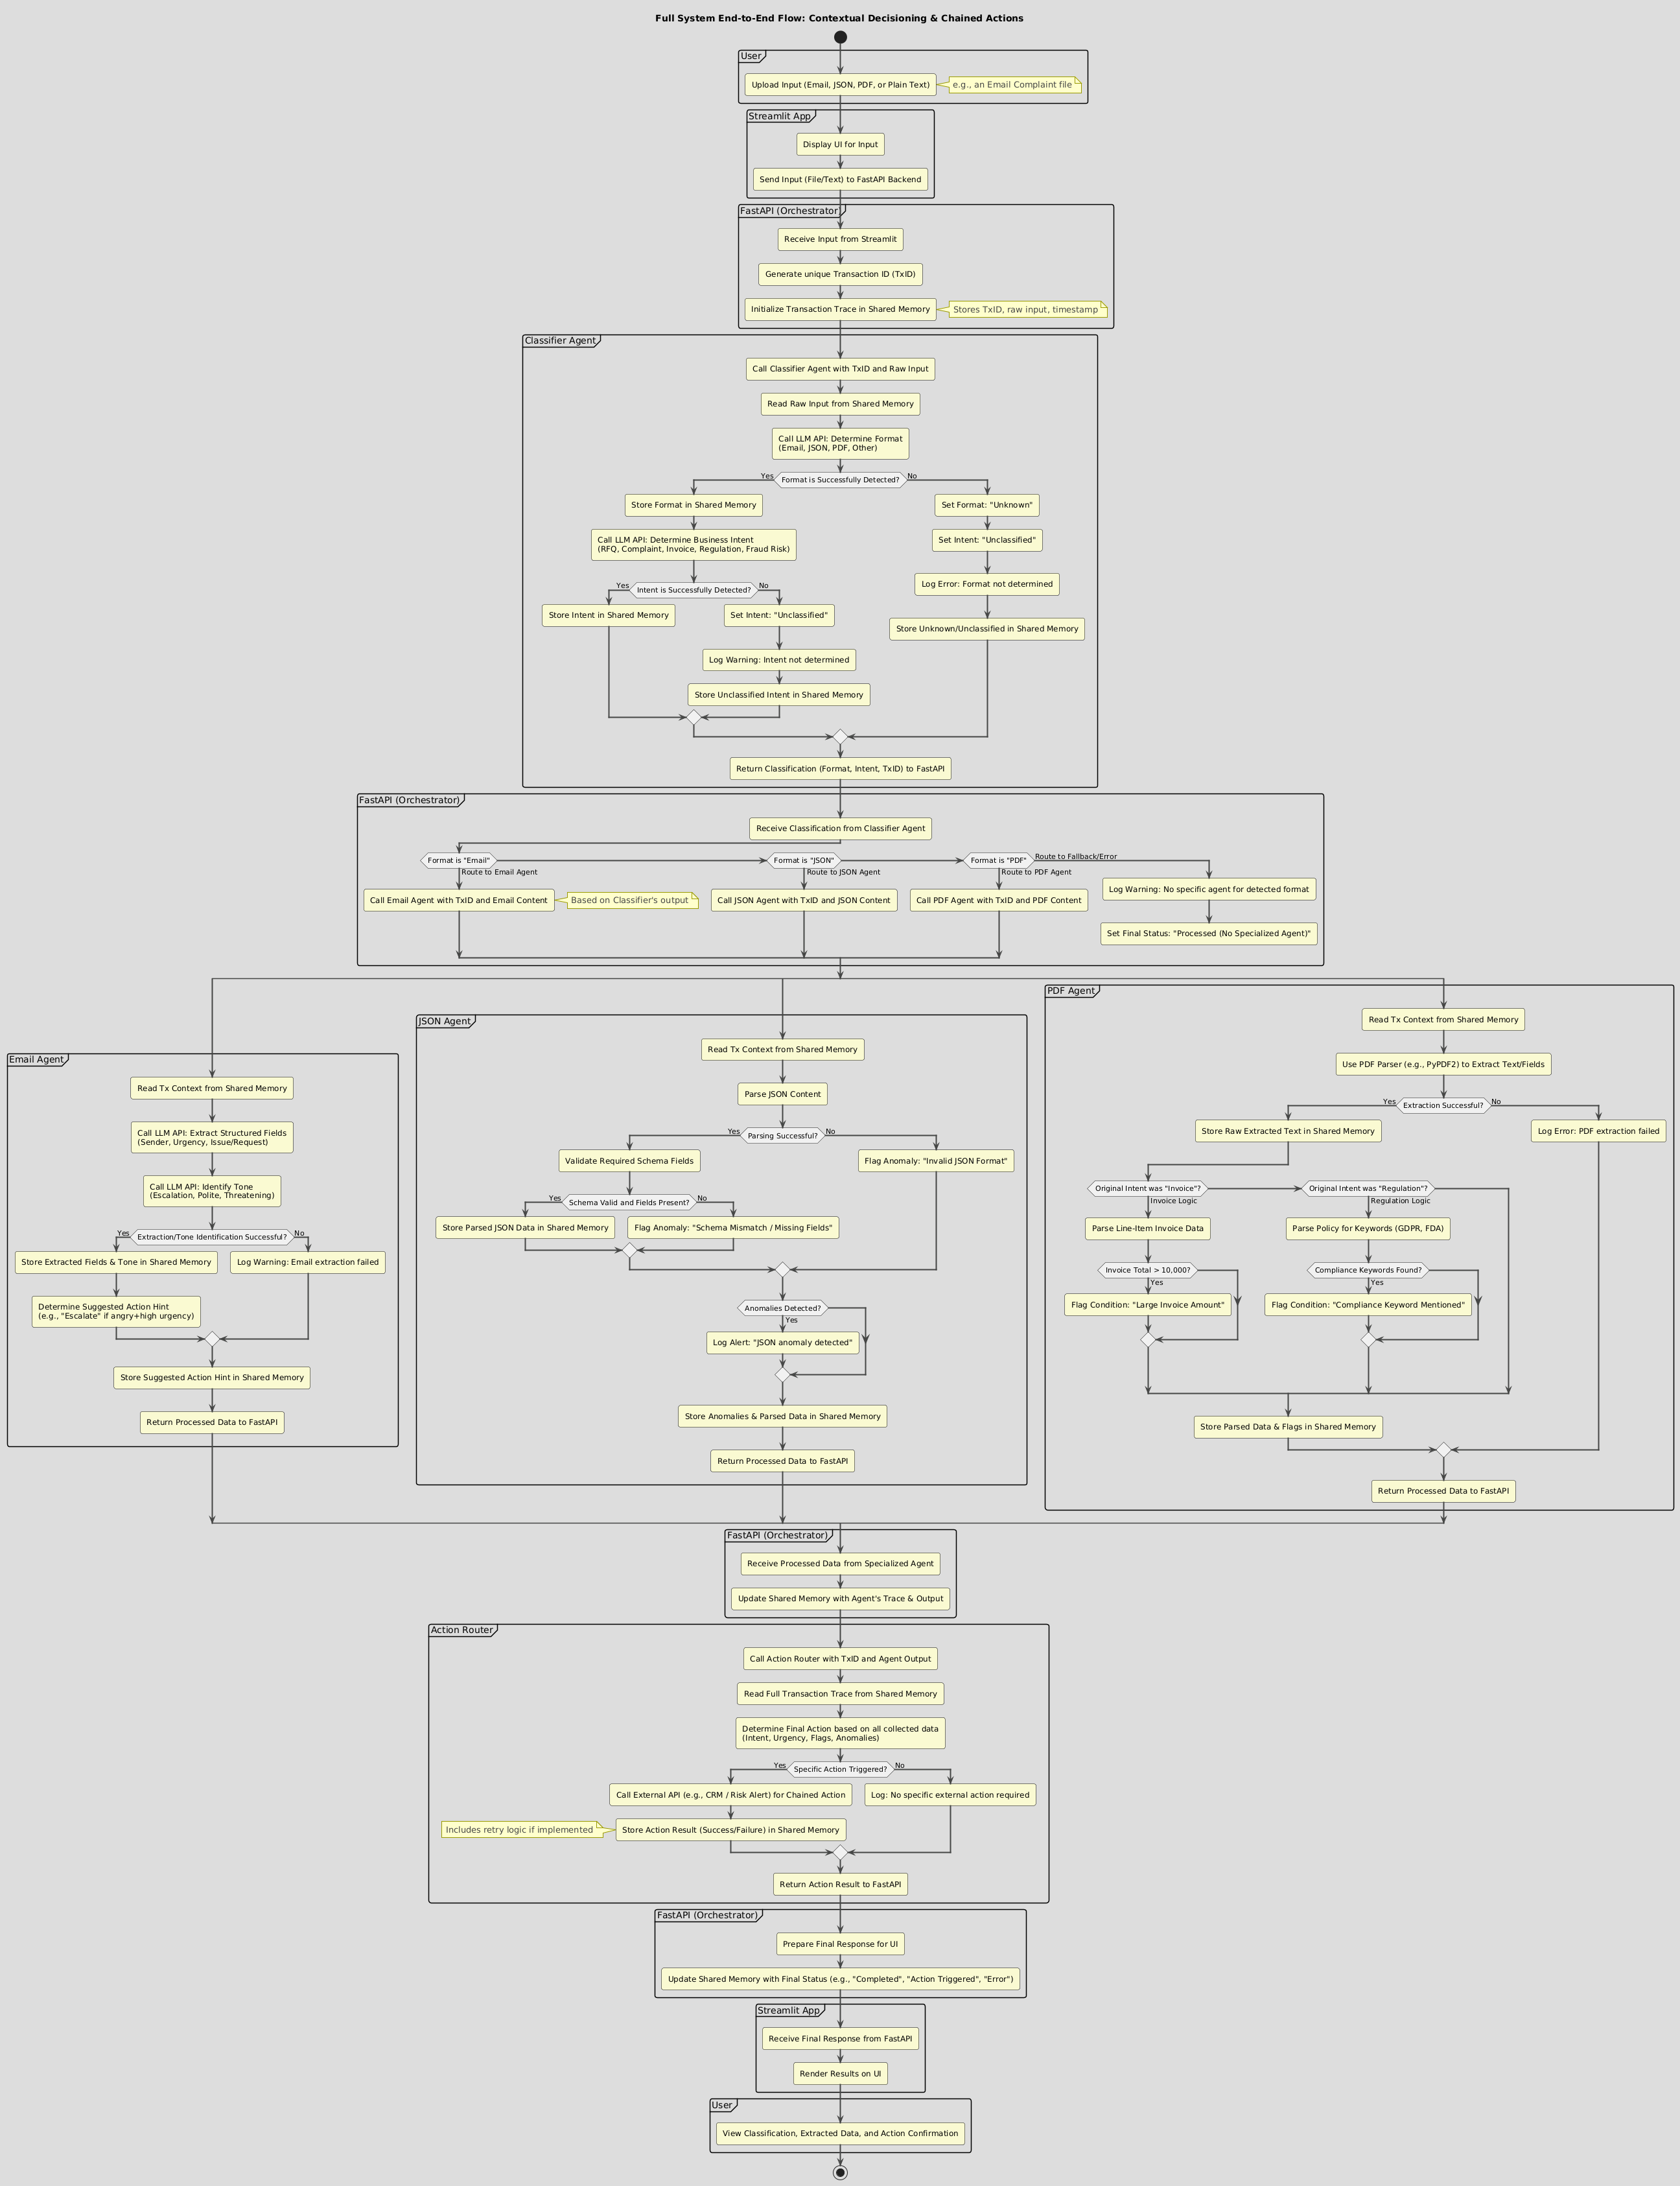 Full System End-to-End Flow: Contextual Decisioning & Chained Actions
User
Upload Input (Email, JSON, PDF, or Plain Text)
e.g., an Email Complaint file
Streamlit App
Display UI for Input
Send Input (File/Text) to FastAPI Backend
FastAPI (Orchestrator
Receive Input from Streamlit
Generate unique Transaction ID (TxID)
Initialize Transaction Trace in Shared Memory
Stores TxID, raw input, timestamp
Classifier Agent
Call Classifier Agent with TxID and Raw Input
Read Raw Input from Shared Memory
Call LLM API: Determine Format
(Email, JSON, PDF, Other)
Yes
Format is Successfully Detected?
No
Store Format in Shared Memory
Call LLM API: Determine Business Intent
(RFQ, Complaint, Invoice, Regulation, Fraud Risk)
Yes
Intent is Successfully Detected?
No
Store Intent in Shared Memory
Set Intent: "Unclassified"
Log Warning: Intent not determined
Store Unclassified Intent in Shared Memory
Set Format: "Unknown"
Set Intent: "Unclassified"
Log Error: Format not determined
Store Unknown/Unclassified in Shared Memory
Return Classification (Format, Intent, TxID) to FastAPI
FastAPI (Orchestrator)
Receive Classification from Classifier Agent
Format is "Email"
Route to Email Agent
Call Email Agent with TxID and Email Content
Based on Classifier's output
Format is "JSON"
Route to JSON Agent
Call JSON Agent with TxID and JSON Content
Format is "PDF"
Route to PDF Agent
Call PDF Agent with TxID and PDF Content
Route to Fallback/Error
Log Warning: No specific agent for detected format
Set Final Status: "Processed (No Specialized Agent)"
Email Agent
Read Tx Context from Shared Memory
Call LLM API: Extract Structured Fields
(Sender, Urgency, Issue/Request)
Call LLM API: Identify Tone
(Escalation, Polite, Threatening)
Yes
Extraction/Tone Identification Successful?
No
Store Extracted Fields & Tone in Shared Memory
Determine Suggested Action Hint
(e.g., "Escalate" if angry+high urgency)
Log Warning: Email extraction failed
Store Suggested Action Hint in Shared Memory
Return Processed Data to FastAPI
JSON Agent
Read Tx Context from Shared Memory
Parse JSON Content
Yes
Parsing Successful?
No
Validate Required Schema Fields
Yes
Schema Valid and Fields Present?
No
Store Parsed JSON Data in Shared Memory
Flag Anomaly: "Schema Mismatch / Missing Fields"
Flag Anomaly: "Invalid JSON Format"
Anomalies Detected?
Yes
Log Alert: "JSON anomaly detected"
Store Anomalies & Parsed Data in Shared Memory
Return Processed Data to FastAPI
PDF Agent
Read Tx Context from Shared Memory
Use PDF Parser (e.g., PyPDF2) to Extract Text/Fields
Yes
Extraction Successful?
No
Store Raw Extracted Text in Shared Memory
Original Intent was "Invoice"?
Invoice Logic
Parse Line-Item Invoice Data
Invoice Total > 10,000?
Yes
Flag Condition: "Large Invoice Amount"
Original Intent was "Regulation"?
Regulation Logic
Parse Policy for Keywords (GDPR, FDA)
Compliance Keywords Found?
Yes
Flag Condition: "Compliance Keyword Mentioned"
Store Parsed Data & Flags in Shared Memory
Log Error: PDF extraction failed
Return Processed Data to FastAPI
FastAPI (Orchestrator)
Receive Processed Data from Specialized Agent
Update Shared Memory with Agent's Trace & Output
Action Router
Call Action Router with TxID and Agent Output
Read Full Transaction Trace from Shared Memory
Determine Final Action based on all collected data
(Intent, Urgency, Flags, Anomalies)
Yes
Specific Action Triggered?
No
Call External API (e.g., CRM / Risk Alert) for Chained Action
Includes retry logic if implemented
Store Action Result (Success/Failure) in Shared Memory
Log: No specific external action required
Return Action Result to FastAPI
FastAPI (Orchestrator)
Prepare Final Response for UI
Update Shared Memory with Final Status (e.g., "Completed", "Action Triggered", "Error")
Streamlit App
Receive Final Response from FastAPI
Render Results on UI
User
View Classification, Extracted Data, and Action Confirmation